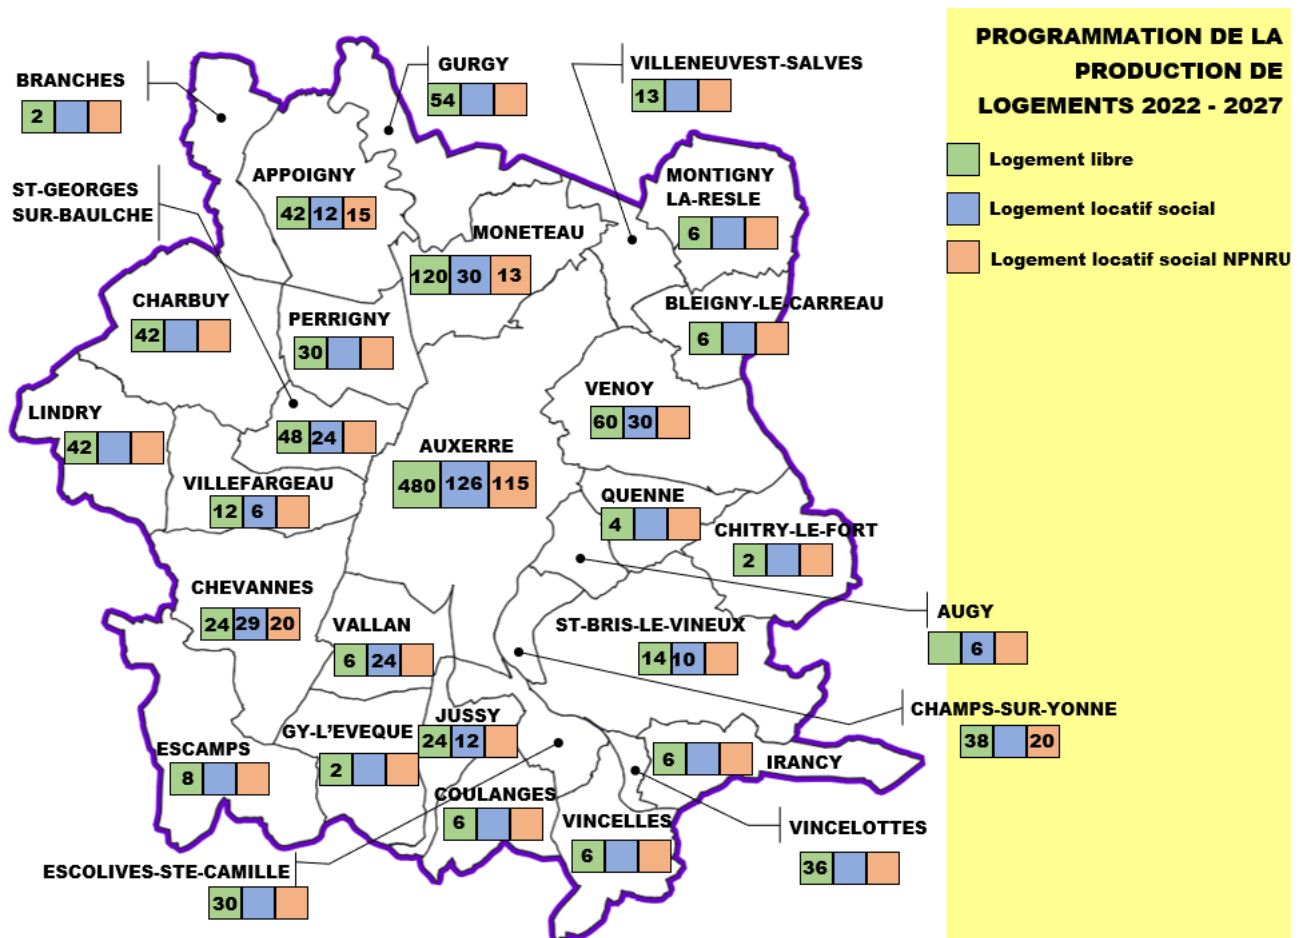 PROGRAMMATION DE LA
PRODUCTION DE
LOGEMENTS 2022 - 2027
Logement libre
Logement locatif social
Logement locatif social NPNRU
BRANCHES
2
GURGY
54
VILLENEUVEST-SALVES
13
ST-GEORGES
SUR-BAULCHE
48 24
APPOIGNY
42 12 15
MONTIGNY
LA-RESLE
6
MONETEAU
120 30 13
CHARBUY
42
PERRIGNY
30
BLEIGNY-LE-CARREAU
6
LINDRY
42
VENOY
60 30
AUXERRE
480 126 115
VILLEFARGEAU
12 6
QUENNE
4
CHITRY-LE-FORT
2
CHEVANNES
24 29 20
VALLAN
6 24
ST-BRIS-LE-VINEUX
14 10
AUGY
6
CHAMPS-SUR-YONNE
38 20
JUSSY
24 12
GY-L'EVEQUE
2
ESCAMPS
8
IRANCY
6
COULANGES
6
VINCELLES
6
VINCELOTTES
36
ESCOLIVES-STE-CAMILLE
30